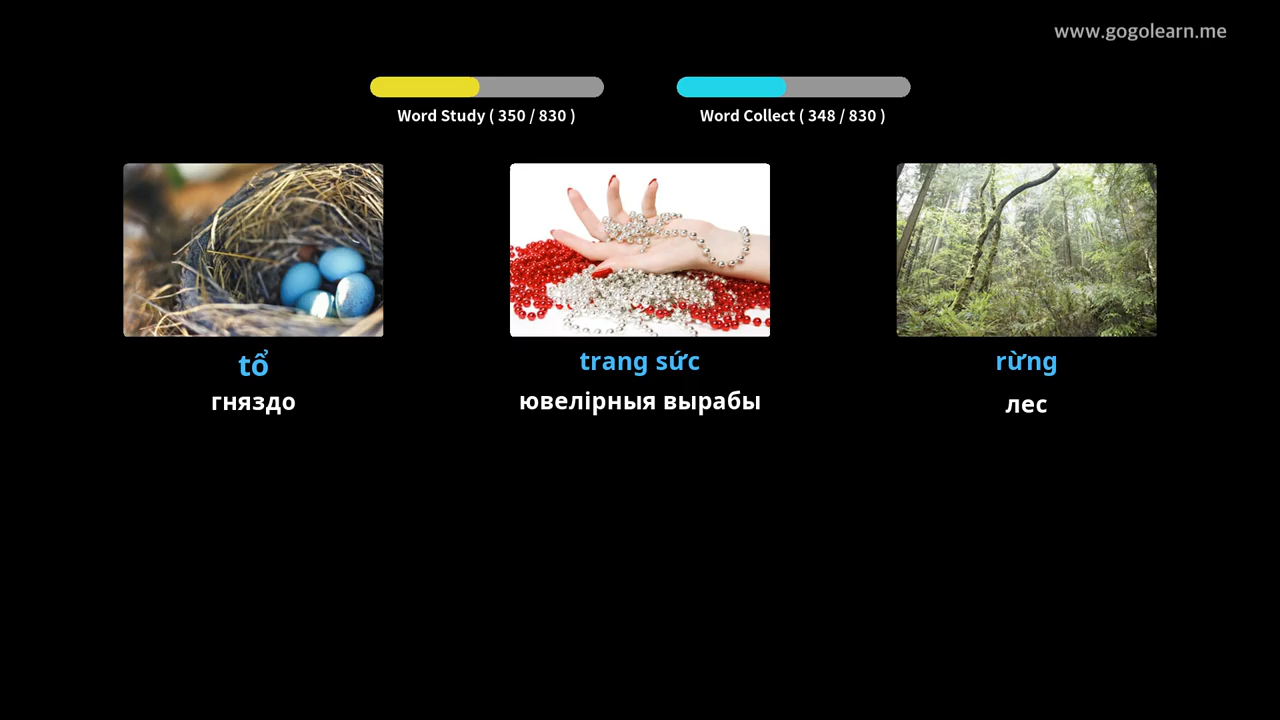 www.gogolearn.me
Word Study ( 350 / 830 )
Word Collect ( 348 / 830 )
tổ
trang sức
rừng
гняздо
ювелірныя вырабы
лес